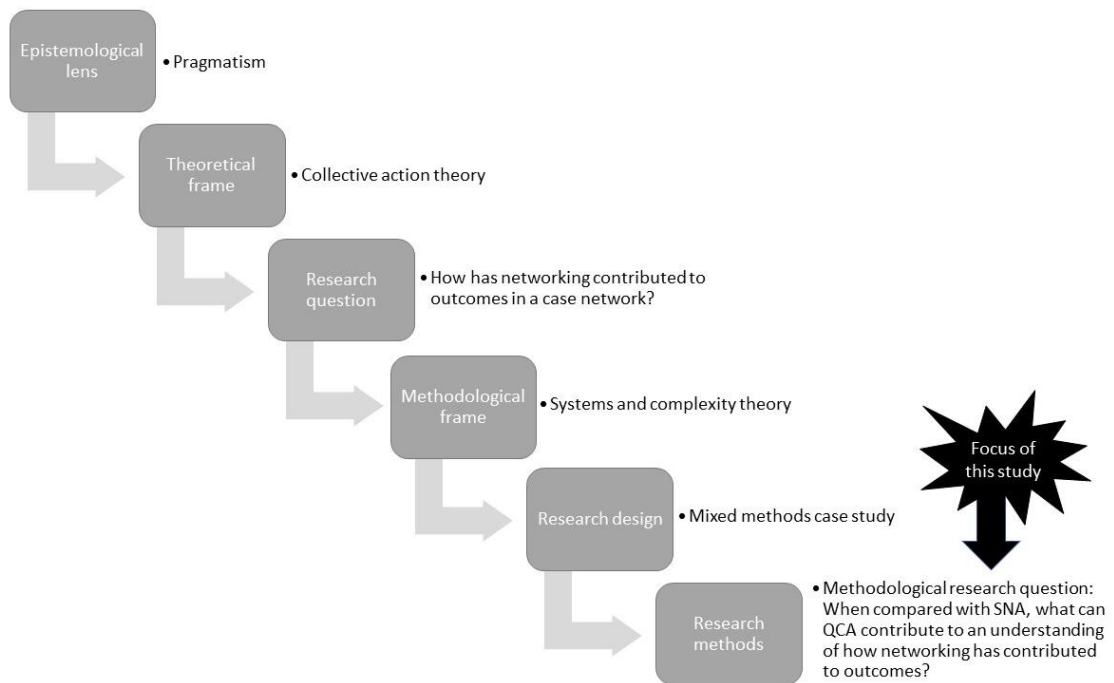 Epistemological
lens
• Pragmatism
Theoretical
frame
• Collective action theory
Research
question
• How has networking contributed to
outcomes in a case network?
Methodological
frame
• Systems and complexity theory
Research design
• Mixed methods case study
Focus of
this study
Research
methods
• Methodological research question:
When compared with SNA, what can
QCA contribute to an understanding
of how networking has contributed
to outcomes?